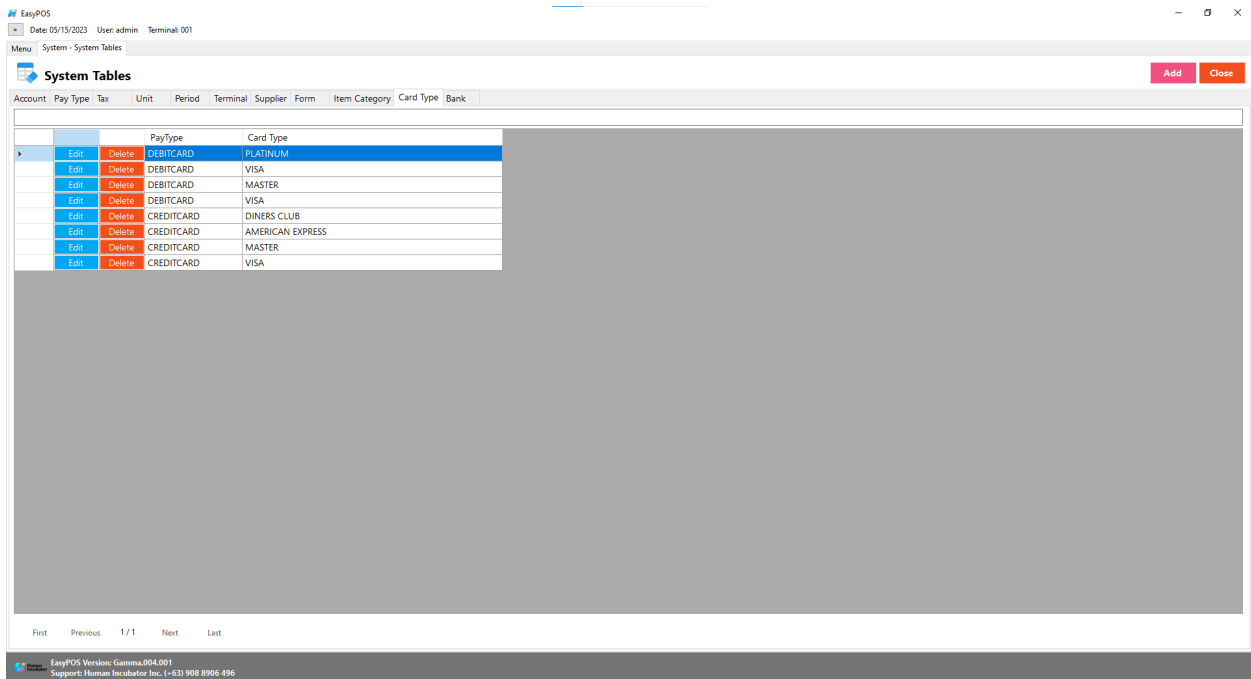 EasyPOS
Date: 05/15/2023 User: admin Terminal: 001
Menu System - System Tables
System Tables
Add Close
Account Pay Type Tax Unit Period Terminal Supplier Form Item Category Card Type Bank
PayType Card Type
Edit Delete DEBITCARD PLATINUM
Edit Delete DEBITCARD VISA
Edit Delete DEBITCARD MASTER
Edit Delete DEBITCARD VISA
Edit Delete CREDITCARD DINERS CLUB
Edit Delete CREDITCARD AMERICAN EXPRESS
Edit Delete CREDITCARD MASTER
Edit Delete CREDITCARD VISA
First Previous 1 / 1 Next Last
Human
Incubator
EasyPOS Version: Gamma.004.001
Support: Human Incubator Inc. (+63) 908 8906 496